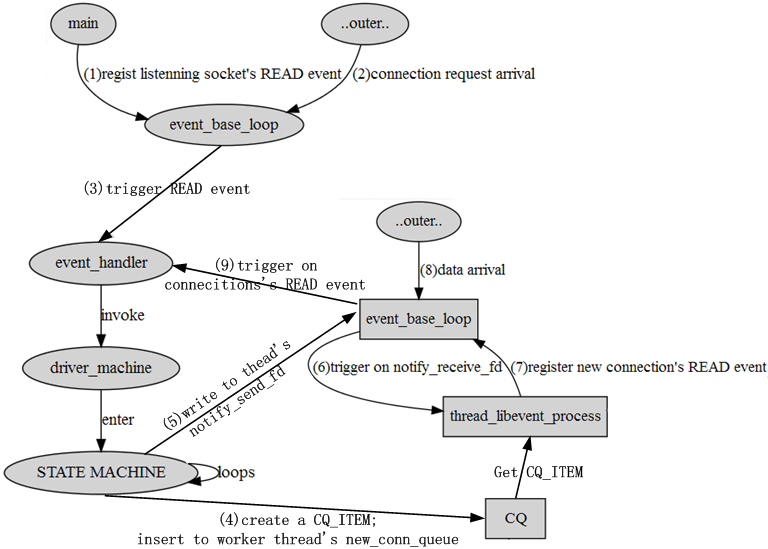 main
..outer..
(1)regist listenning socket's READ event
(2)connection request arrival
event_base_loop
(3)trigger READ event
..outer..
event_handler
(9)trigger on
connecitions's READ event
(8)data arrival
invoke
event_base_loop
driver_machine
(5)write to thead's
notify_send_fd
(6)trigger on notify_receive_fd
(7)register new connection's READ event
enter
thread_libevent_process
STATE MACHINE
loops
Get CQ_ITEM
(4)create a CQ_ITEM;
insert to worker thread's new_conn_queue
CQ